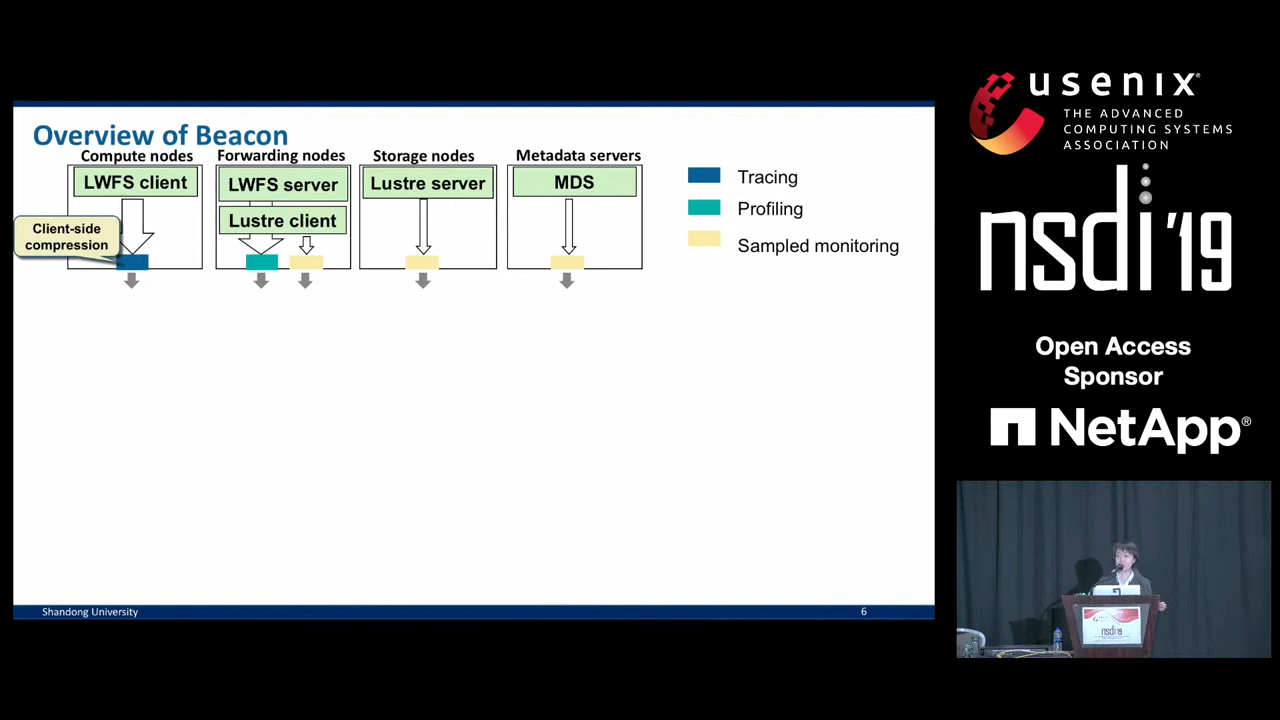 Overview of Beacon
Compute nodes
Forwarding nodes
Storage nodes
Metadata servers
LWFS client
LWFS server
Lustre client
Lustre server
MDS
Client-side
compression
Tracing
Profiling
Sampled monitoring
Shandong University
6
usenix®
THE ADVANCED
COMPUTING SYSTEMS
ASSOCIATION
nsdi '19
Open Access
Sponsor
NetApp®
nsdi'19